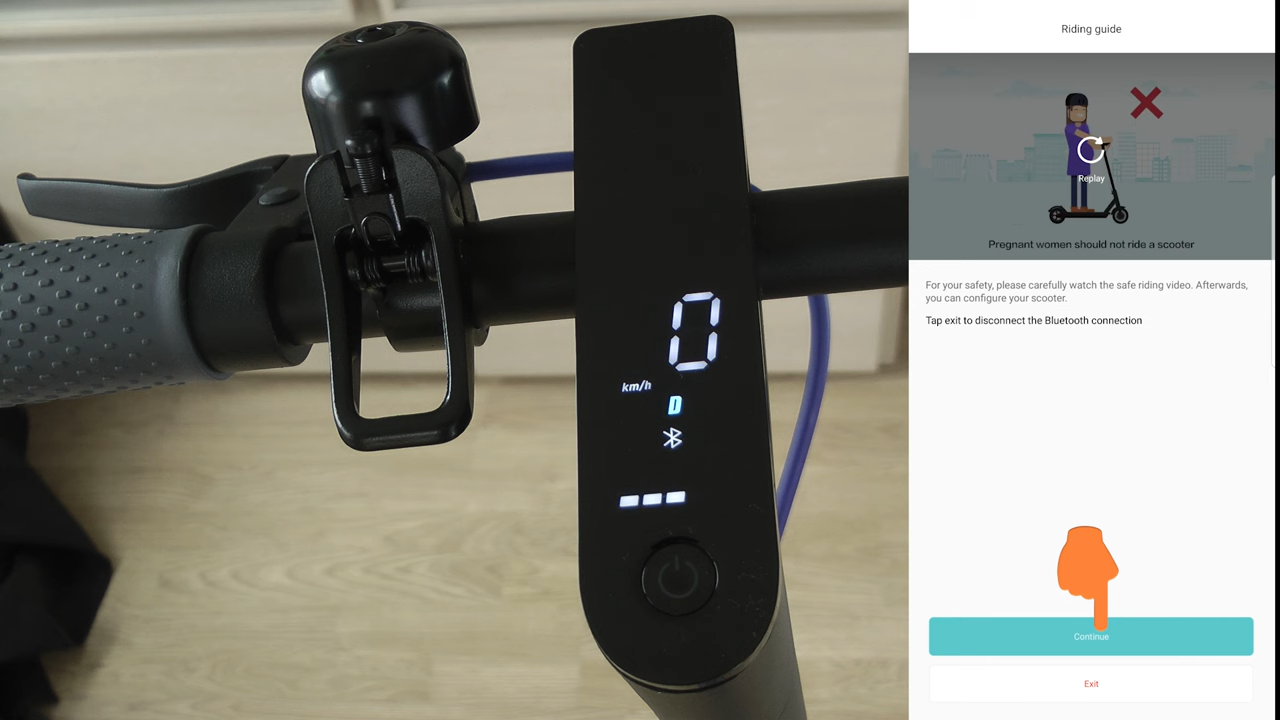 0
km/h
D
Riding guide
Replay
Pregnant women should not ride a scooter
For your safety, please carefully watch the safe riding video. Afterwards,
you can configure your scooter.
Tap exit to disconnect the Bluetooth connection
Continue
Exit